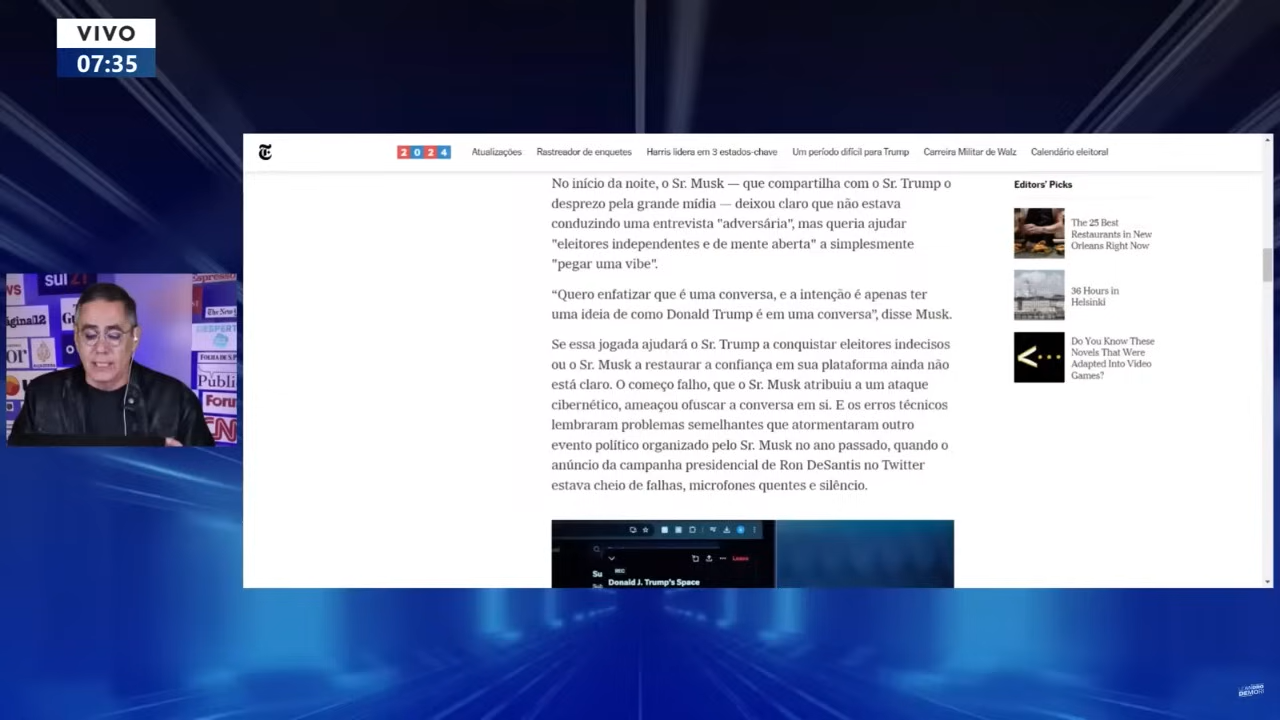 VIVO
07:35
2024
Atualizações
Rastreador de enquetes
Harris lidera em 3 estados-chave
Um período difícil para Trump
Carreira Militar de Walz
Calendário eleitoral
No início da noite, o Sr. Musk — que compartilha com o Sr. Trump o
desprezo pela grande mídia — deixou claro que não estava
conduzindo uma entrevista "adversária", mas queria ajudar
"eleitores independentes e de mente aberta" a simplesmente
"pegar uma vibe".
“Quero enfatizar que é uma conversa, e a intenção é apenas ter
uma ideia de como Donald Trump é em uma conversa”, disse Musk.
Se essa jogada ajudará o Sr. Trump a conquistar eleitores indecisos
ou o Sr. Musk a restaurar a confiança em sua plataforma ainda não
está claro. O começo falho, que o Sr. Musk atribuiu a um ataque
cibernético, ameaçou ofuscar a conversa em si. E os erros técnicos
lembraram problemas semelhantes que atormentaram outro
evento político organizado pelo Sr. Musk no ano passado, quando o
anúncio da campanha presidencial de Ron DeSantis no Twitter
estava cheio de falhas, microfones quentes e silêncio.
Editors' Picks
The 25 Best
Restaurants in New
Orleans Right Now
36 Hours in
Helsinki
Do You Know These
Novels That Were
Adapted Into Video
Games?
Leave
Su
REC
Donald J. Trump's Space
sul21
página12
DESPERT
Públi
Foru
CN
DEMORI